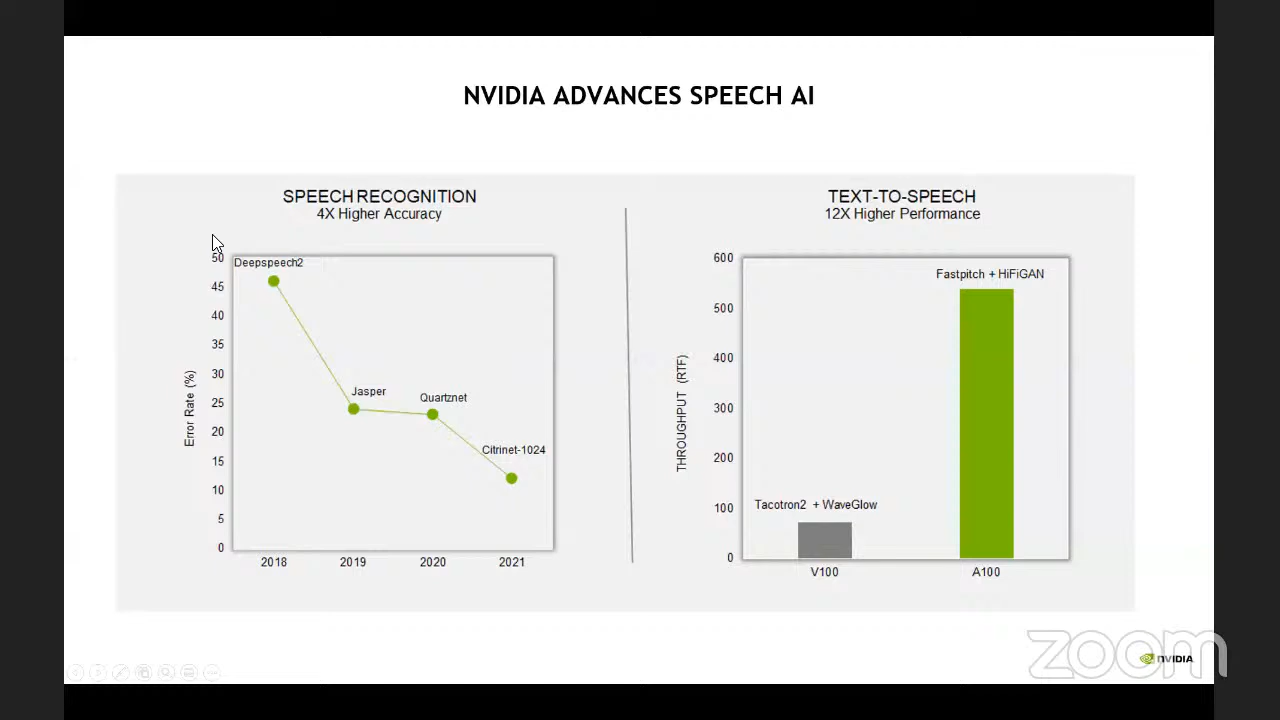 NVIDIA ADVANCES SPEECH AI
SPEECH RECOGNITION
4X Higher Accuracy
50
45
40
35
30
25
20
15
10
5
0
Error Rate (%)
Deepspeech2
Jasper
Quartznet
Citrinet-1024
2018 2019 2020 2021
TEXT-TO-SPEECH
12X Higher Performance
600
500
400
300
200
100
0
THROUGHPUT (RTF)
Fastpitch + HiFiGAN
Tacotron2 + WaveGlow
V100 A100
zoom
NVIDIA